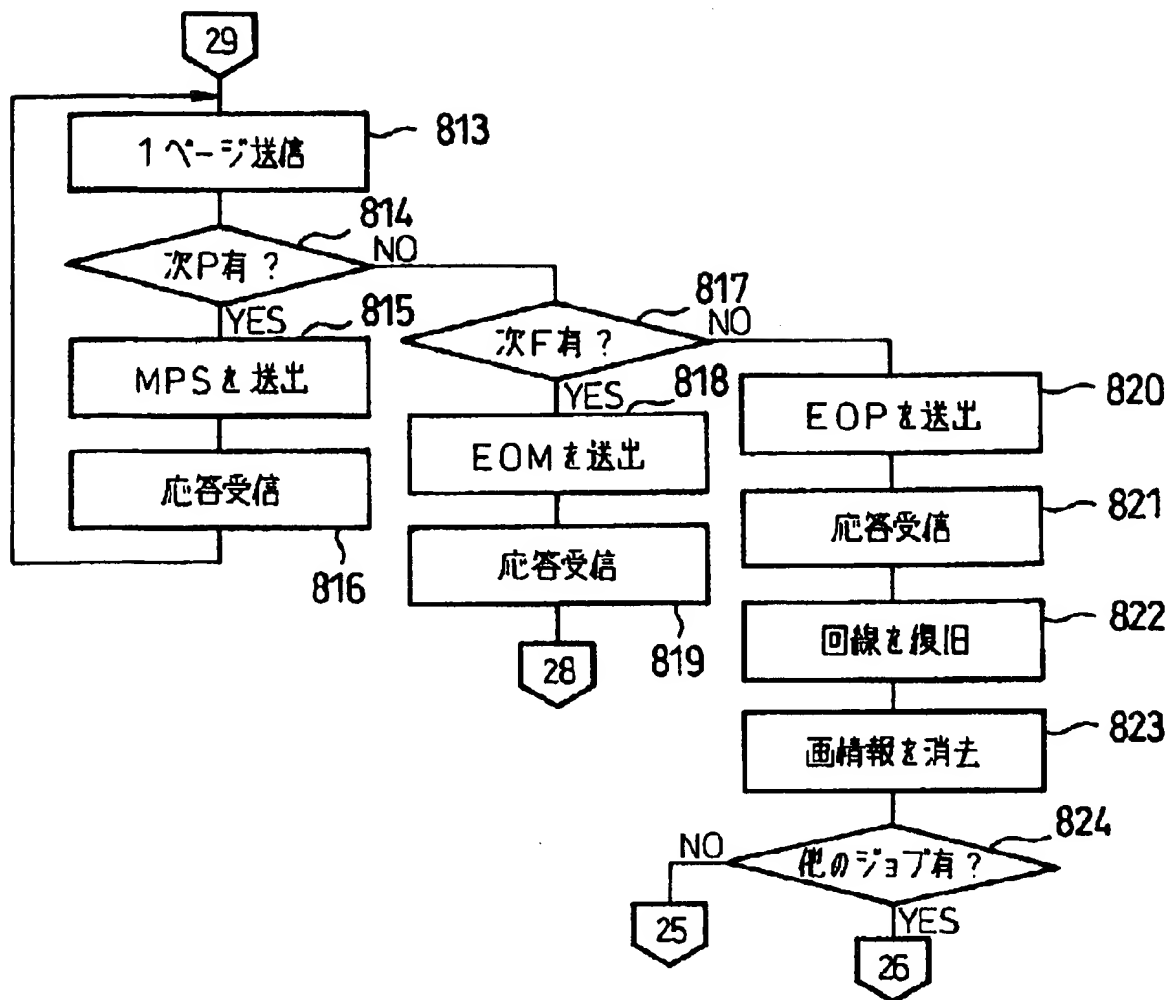 29
1ページ送信
813
次P有?
814
NO
YES
MPSを送出
815
応答受信
816
次F有?
817
NO
YES
EOMを送出
818
応答受信
819
28
EOPを送出
820
応答受信
821
回線を復旧
822
画情報を消去
823
他のジョブ有?
824
NO
YES
25
26